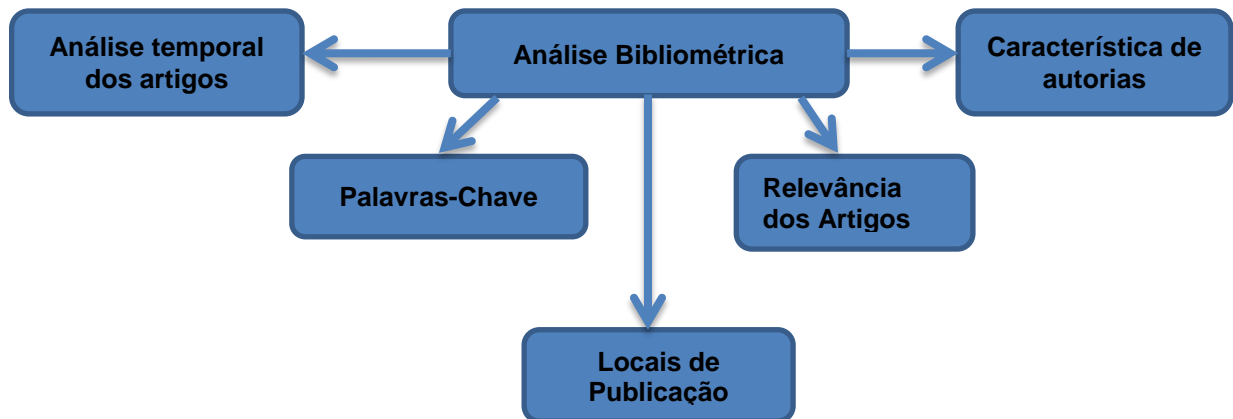 Análise temporal
dos artigos
Análise Bibliométrica
Característica de
autorias
Palavras-Chave
Relevância
dos Artigos
Locais de
Publicação